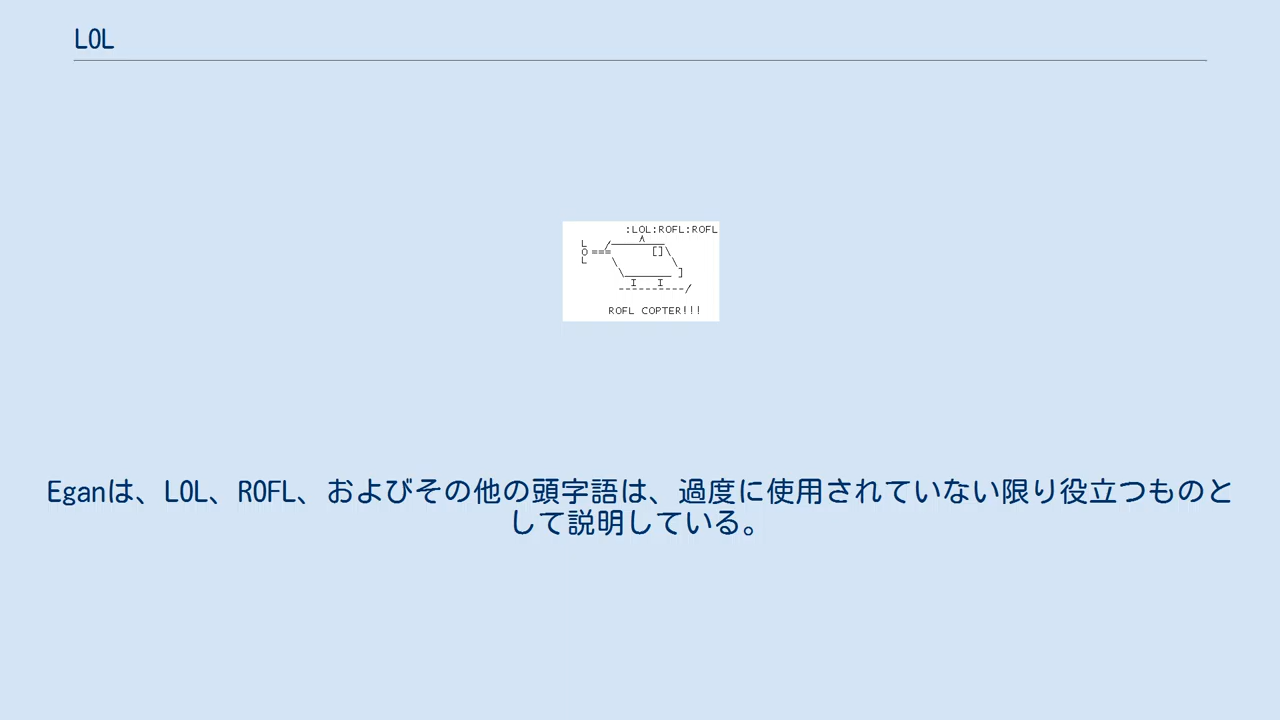 LOL
:LOL:ROFL:ROFL
L
O
L
ROFL COPTER!!!
Eganは、LOL、ROFL、およびその他の頭字語は、過度に使用されていない限り役立つものと
して説明している。